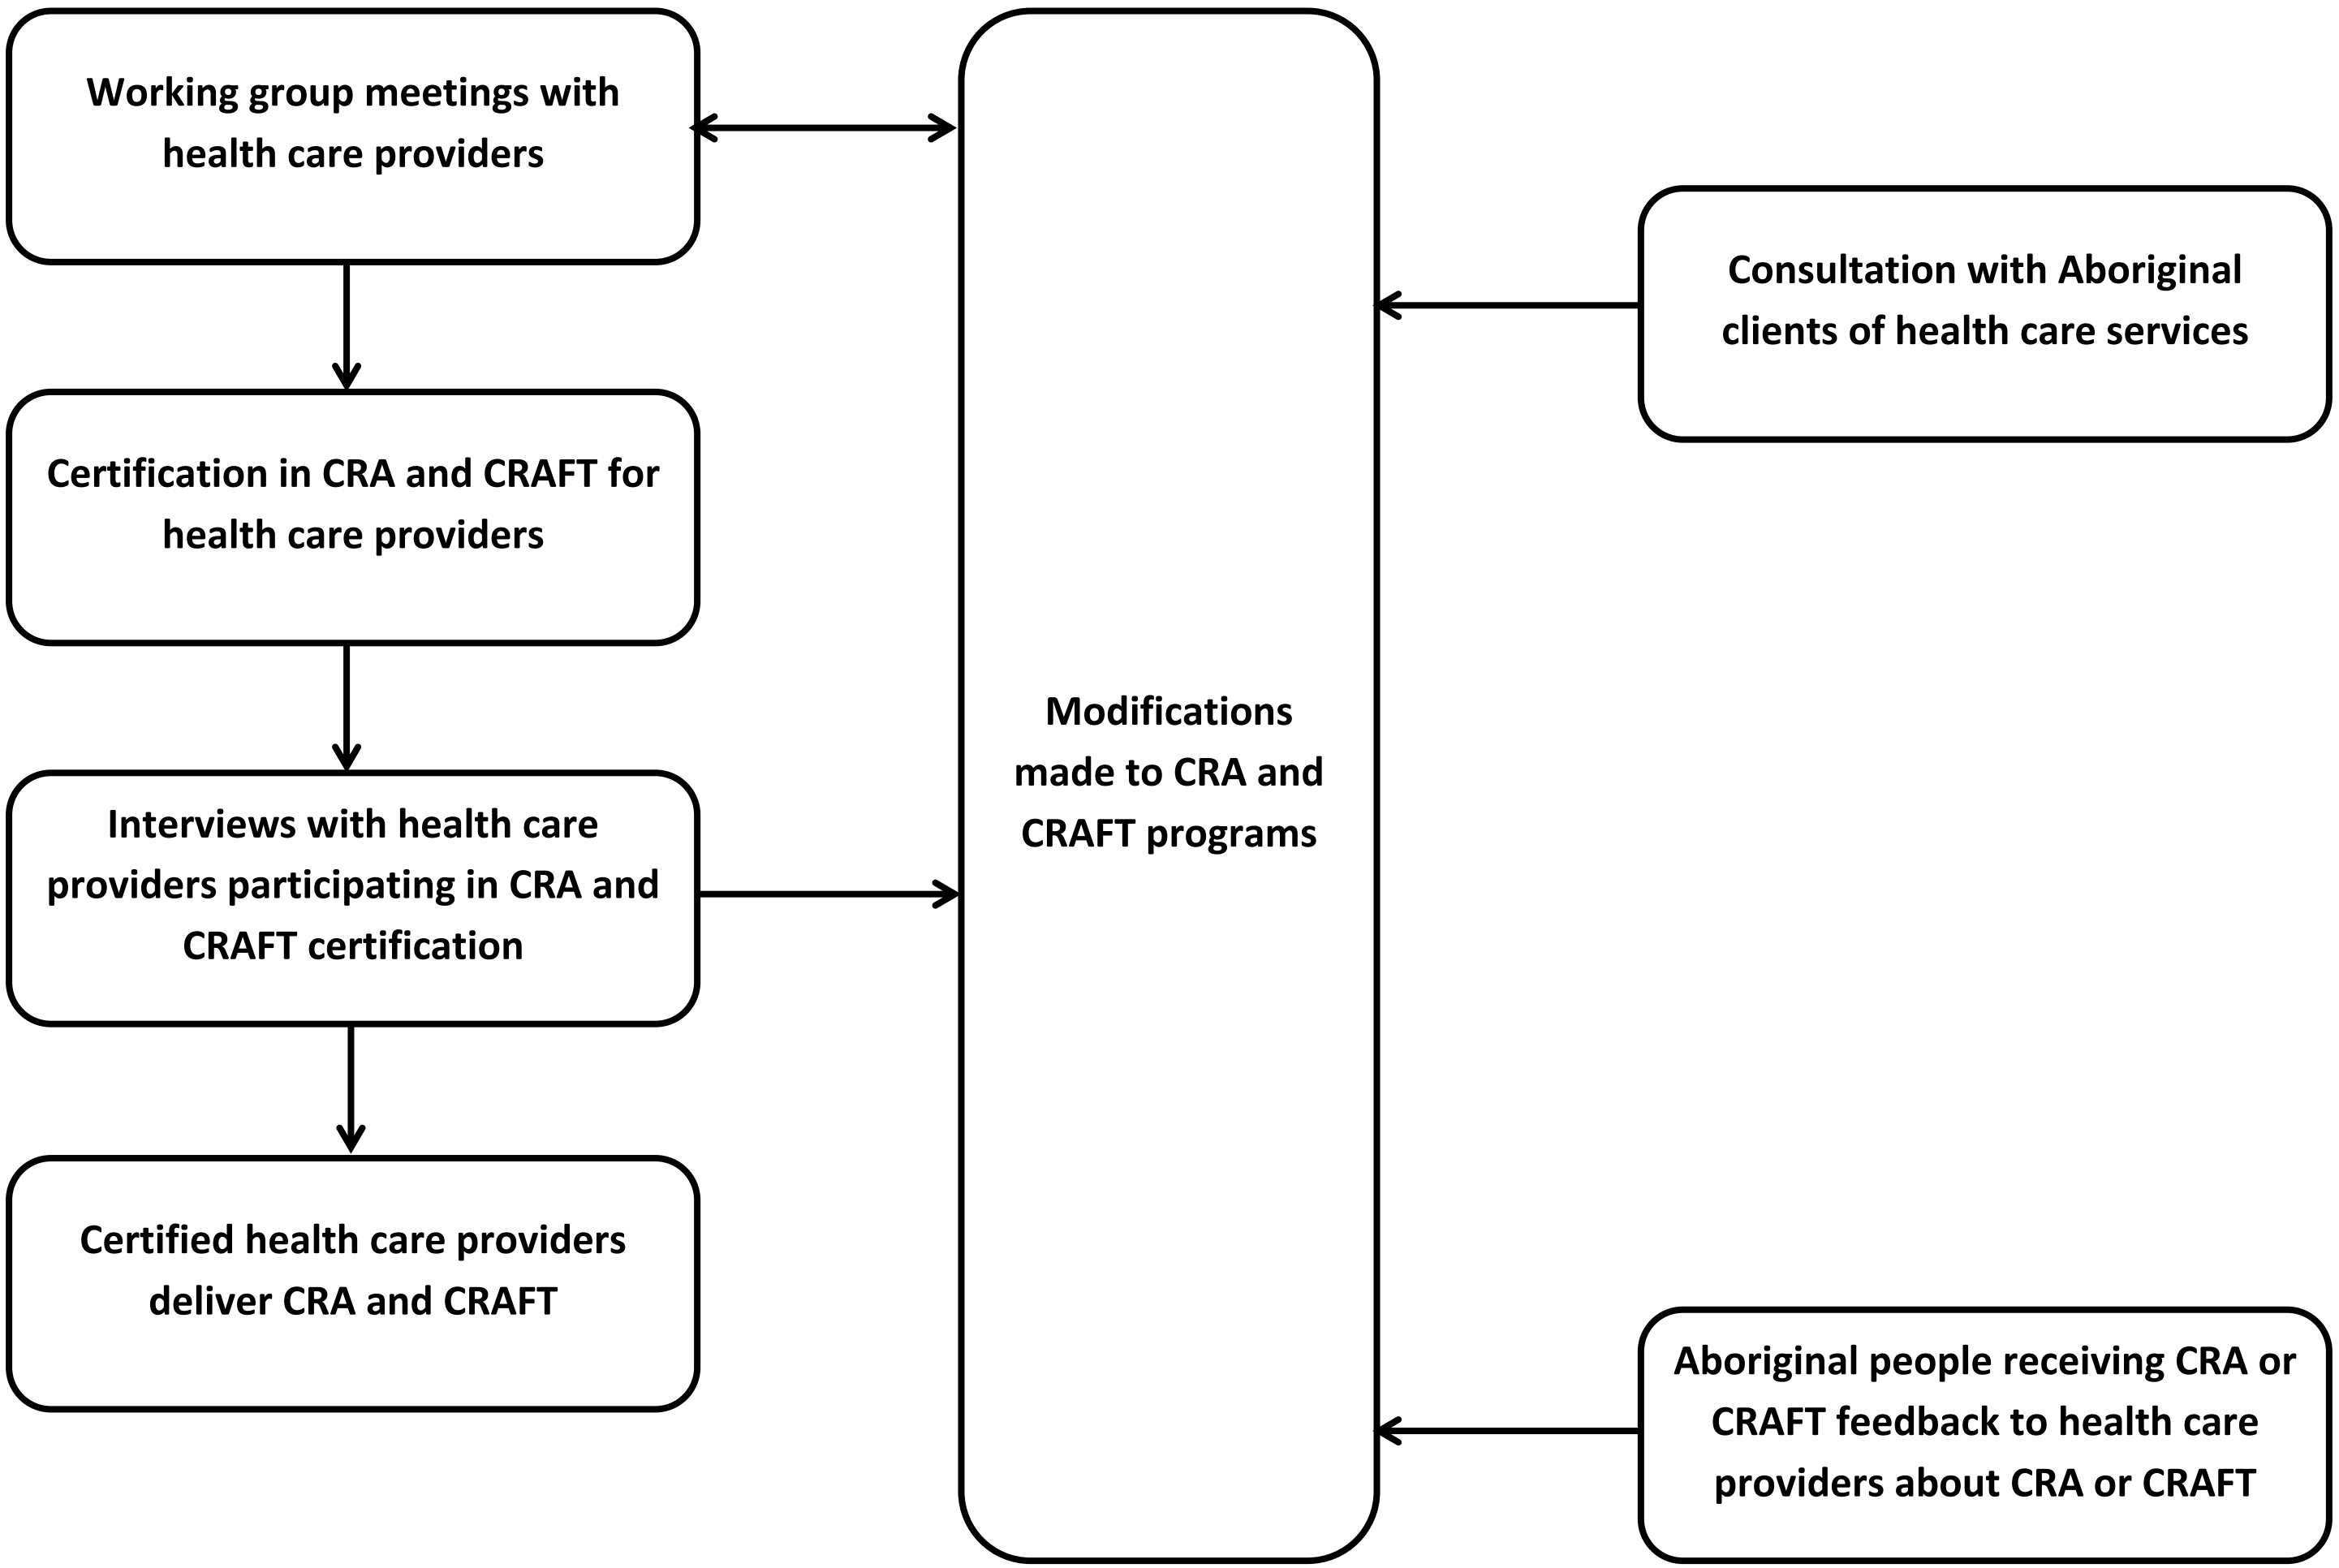 Working group meetings with
health care providers
Certification in CRA and CRAFT for
health care providers
Interviews with health care
providers participating in CRA and
CRAFT certification
Certified health care providers
deliver CRA and CRAFT
Modifications
made to CRA and
CRAFT programs
Consultation with Aboriginal
clients of health care services
Aboriginal people receiving CRA or
CRAFT feedback to health care
providers about CRA or CRAFT